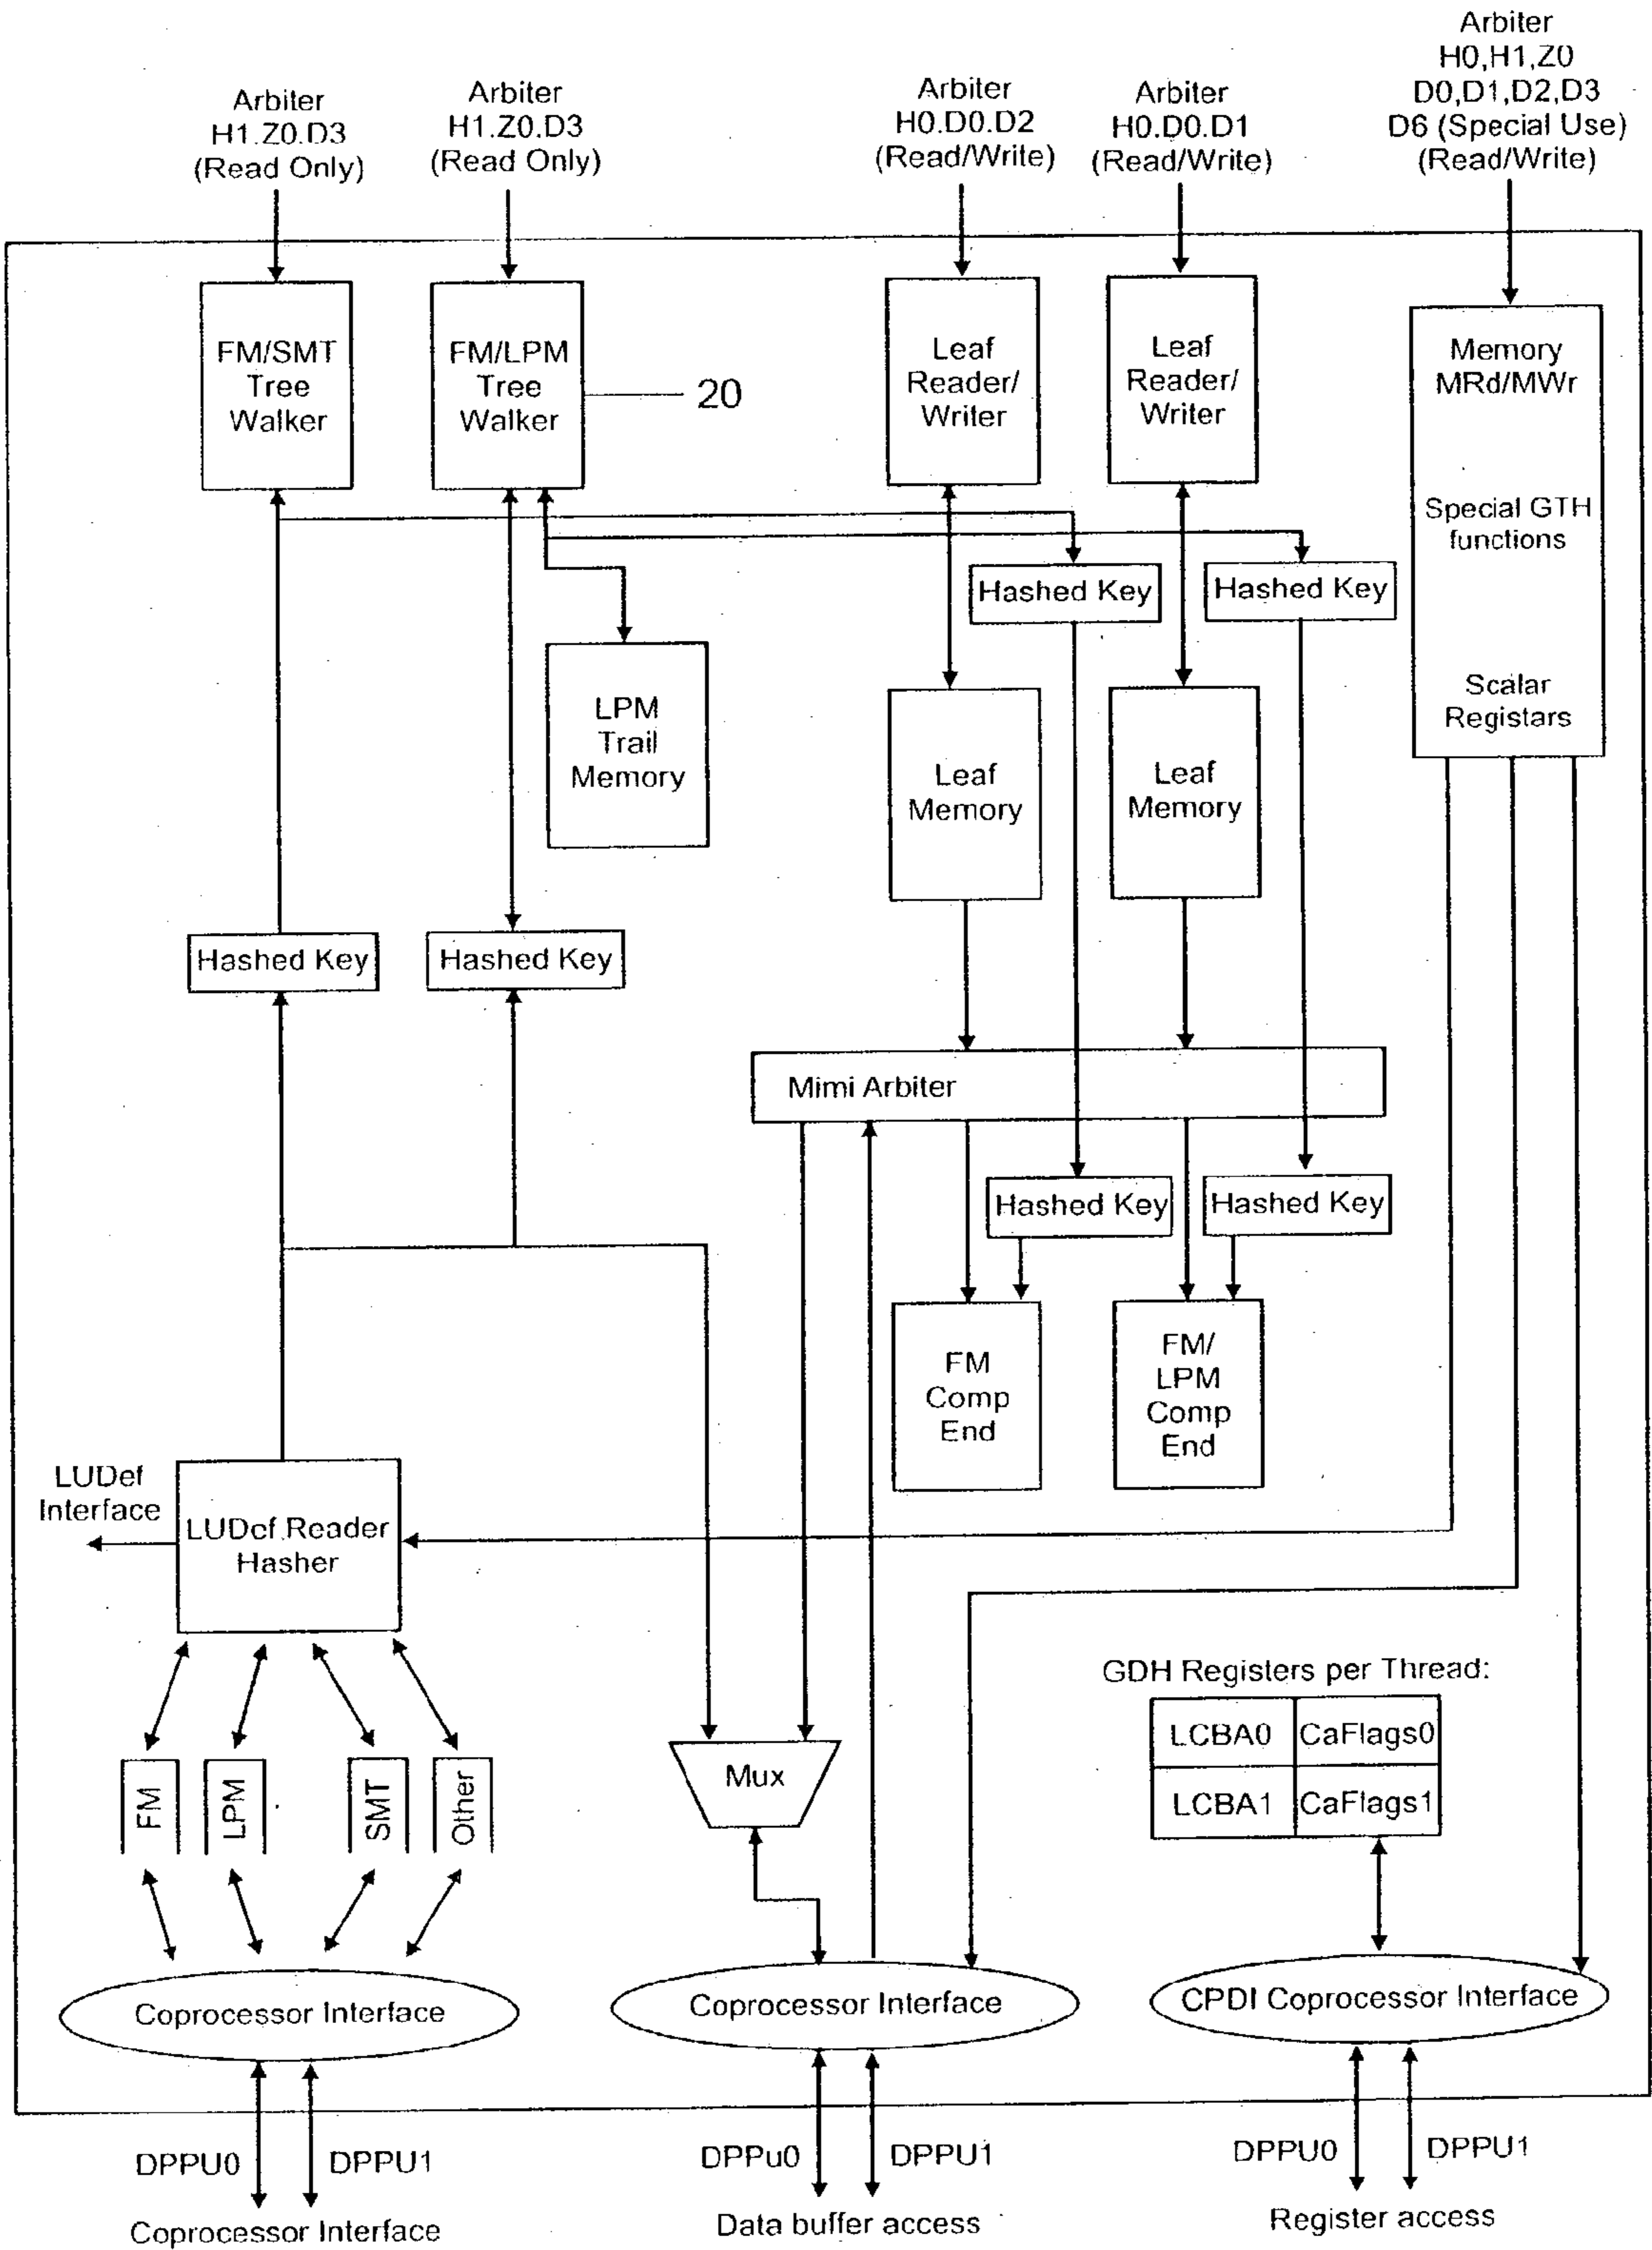 Arbiter
H1.Z0.D3
(Read Only)
Arbiter
H1.Z0.D3
(Read Only)
Arbiter
H0.D0.D2
(Read/Write)
Arbiter
H0.D0.D1
(Read/Write)
Arbiter
H0,H1,Z0
D0,D1,D2,D3
D6 (Special Use)
(Read/Write)
FM/SMT
Tree
Walker
FM/LPM
Tree
Walker
20
Leaf
Reader/
Writer
Leaf
Reader/
Writer
Memory
MRd/MWr
Special GTH
functions
Scalar
Registars
Hashed Key
Hashed Key
LPM
Trail
Memory
Leaf
Memory
Leaf
Memory
Hashed Key
Hashed Key
Mimi Arbiter
Hashed Key
Hashed Key
FM
Comp
End
FM/
LPM
Comp
End
LUDef
Interface
LUDcf.Reader
Hasher
GDH Registers per Thread:
LCBA0
CaFlags0
LCBA1
CaFlags1
FM
LPM
SMT
Other
Mux
Coprocessor Interface
Coprocessor Interface
CPDI Coprocessor Interface
DPPU0
DPPU1
DPPu0
DPPU1
DPPU0
DPPU1
Coprocessor Interface
Data buffer access
Register access